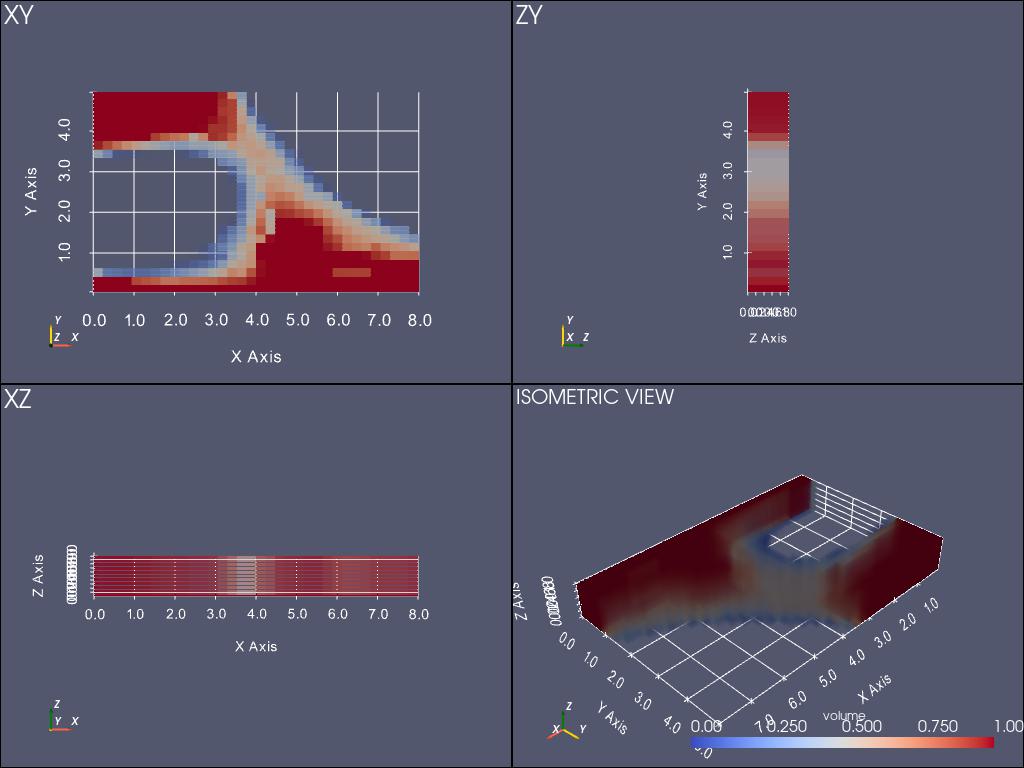 XY
Y Axis
4.0
3.0
2.0
1.0
0.0 1.0 2.0 3.0 4.0 5.0 6.0 7.0 8.0
X Axis
Y
Z X
ZY
Y Axis
4.0
3.0
2.0
1.0
Z Axis
Y
X Z
XZ
Z Axis
0.0 1.0 2.0 3.0 4.0 5.0 6.0 7.0 8.0
X Axis
Z
Y X
ISOMETRIC VIEW
Z Axis
0.0 1.0 2.0 3.0 4.0
Y Axis
1.0 2.0 3.0 4.0 5.0 6.0
X Axis
Z
X Y
volume
0.00 0.250 0.500 0.750 1.00